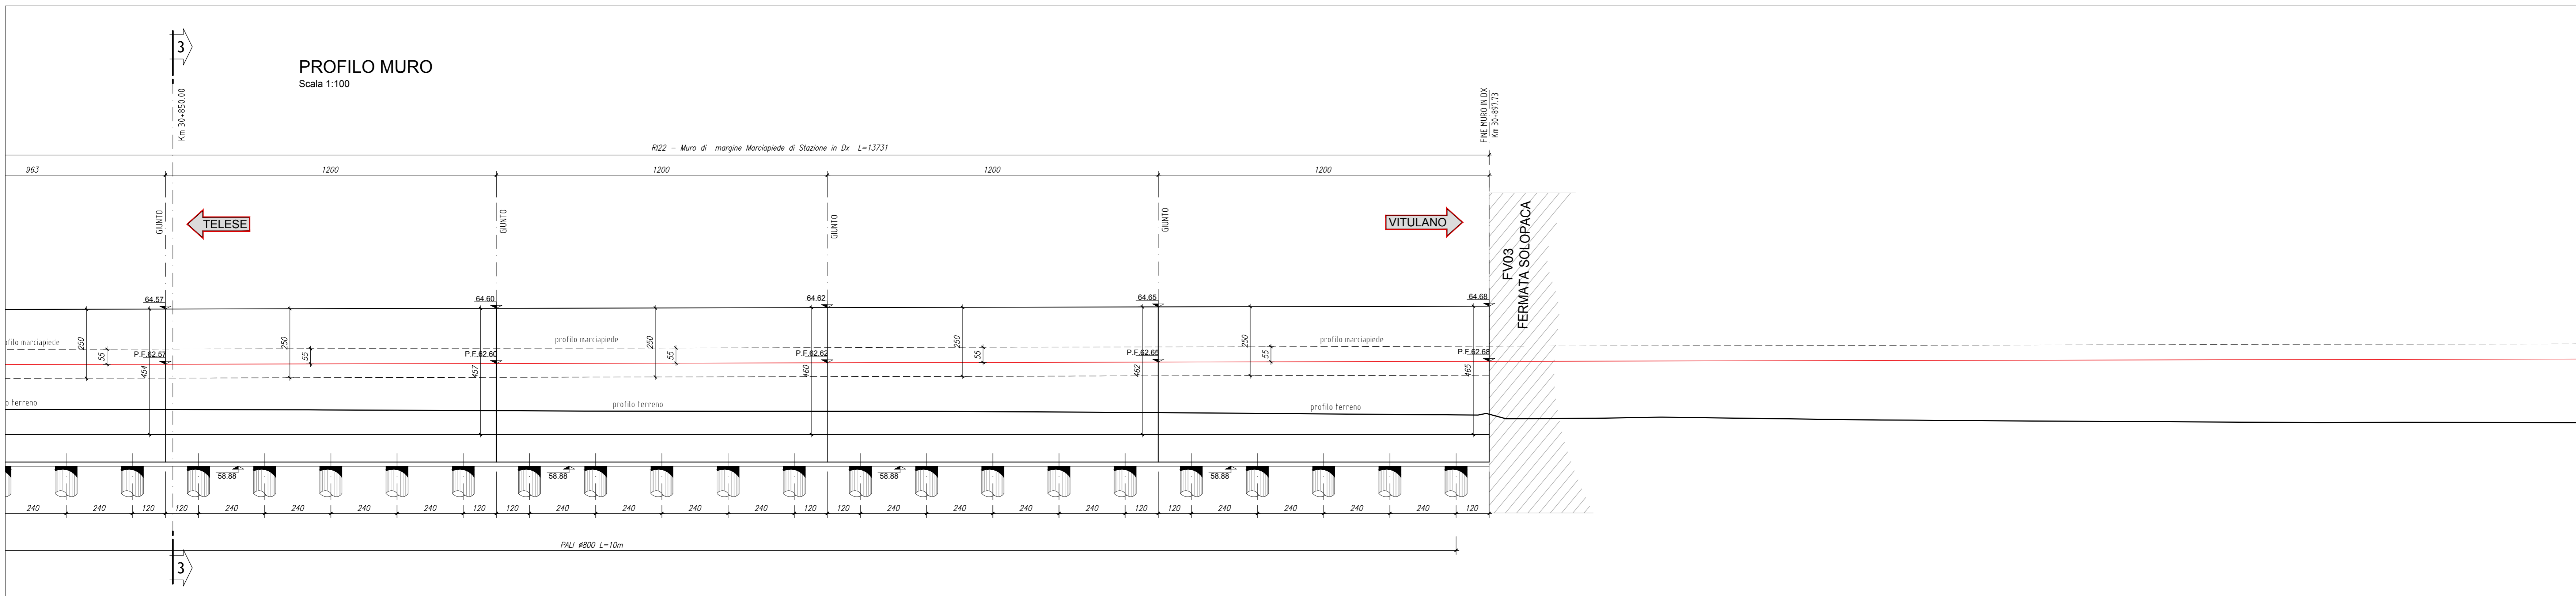 3
PROFILO MURO
Scala 1:100
Km 30+850.00
FINE MURO IN DX
Km 30+897.73
RI22 - Muro di margine Marciapiede di Stazione in Dx L=13731
963 1200 1200 1200 1200
GIUNTO GIUNTO GIUNTO GIUNTO
TELESE
VITULANO
FV03
FERMATA SOLOPACA
64.57 64.60 64.62 64.65 64.68
250 250 250 250 250
ofilo marciapiede profilo marciapiede profilo marciapiede
55 55 55 55 55
P.F.62.57 P.F.62.60 P.F.62.62 P.F.62.65 P.F.62.68
454 457 460 462 465
o terreno profilo terreno profilo terreno
58.88 58.88 58.88 58.88
240 240 120 120 240 240 240 240 120 120 240 240 240 240 120 120 240 240 240 240 120 120 240 240 240 240 120
PALI Ø800 L=10m
3